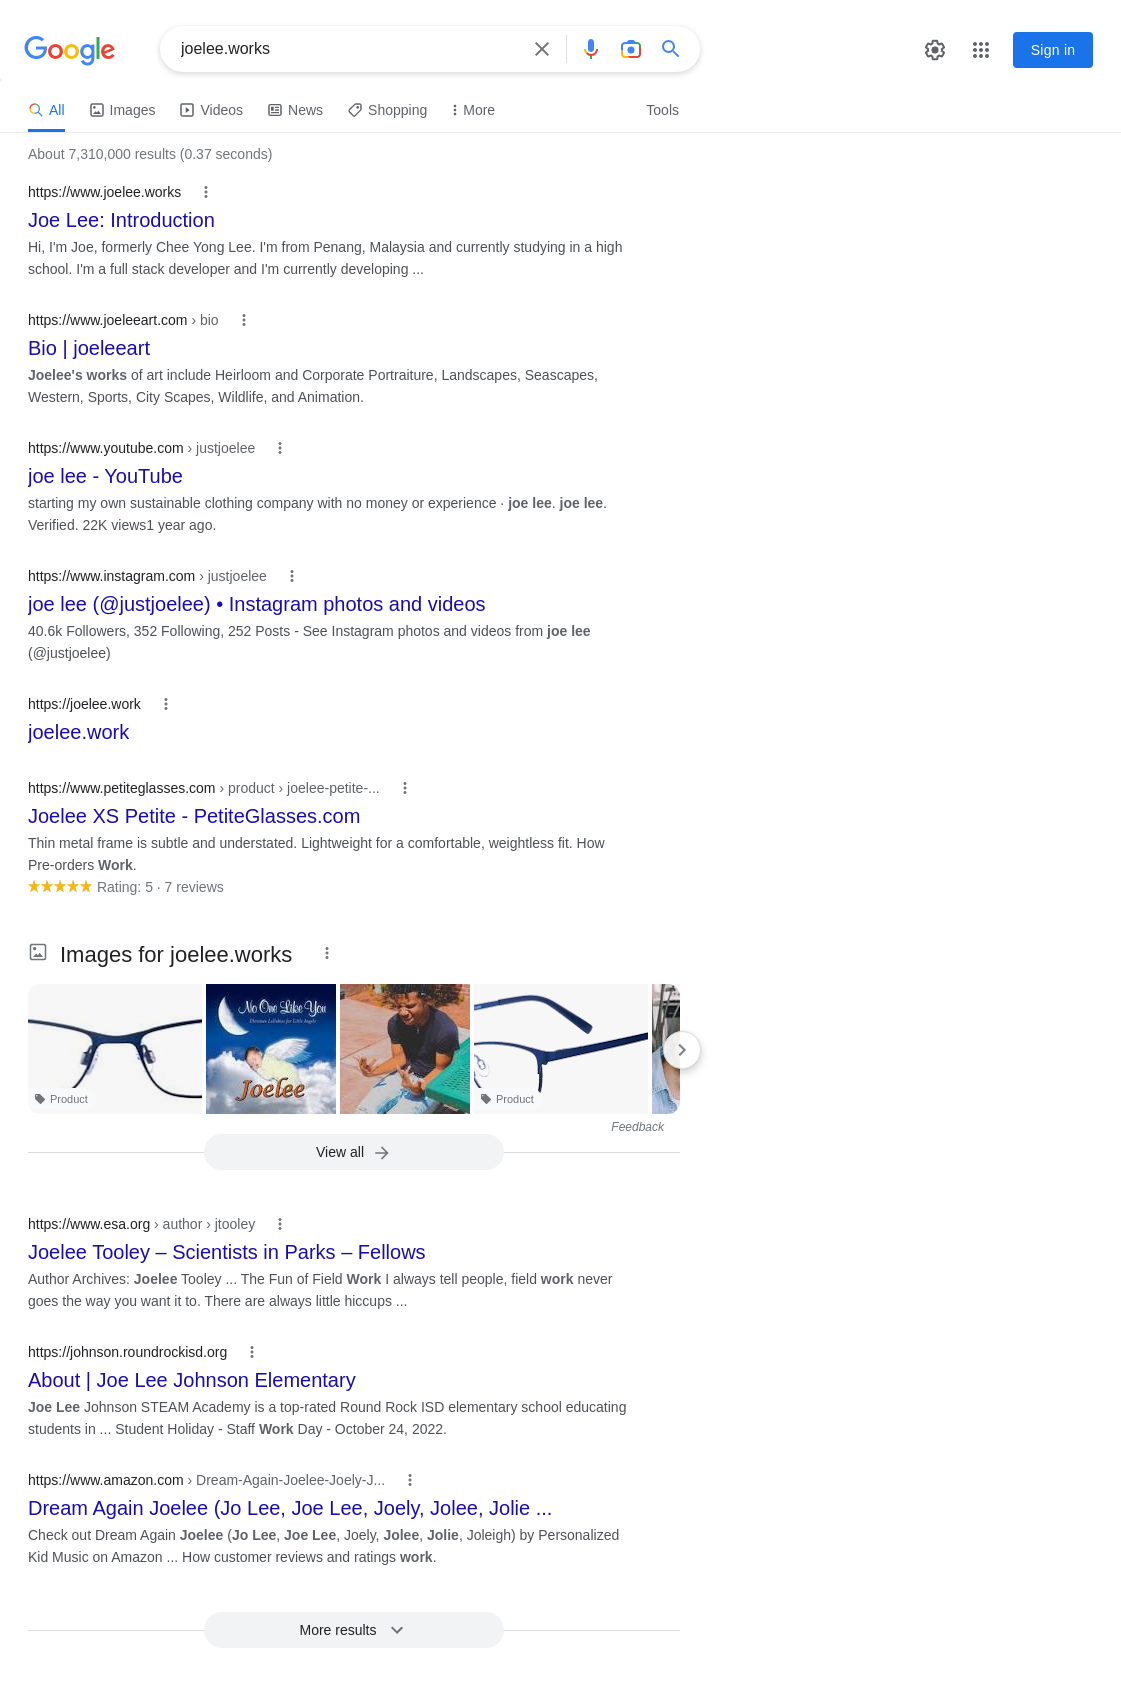 Google
joelee.works
Sign in
All
Images
Videos
News
Shopping
More
Tools
About 7,310,000 results (0.37 seconds)
https://www.joelee.works
Joe Lee: Introduction
Hi, I'm Joe, formerly Chee Yong Lee. I'm from Penang, Malaysia and currently studying in a high
school. I'm a full stack developer and I'm currently developing ...
https://www.joeleeart.com › bio
Bio | joeleeart
Joelee's works of art include Heirloom and Corporate Portraiture, Landscapes, Seascapes,
Western, Sports, City Scapes, Wildlife, and Animation.
https://www.youtube.com › justjoelee
joe lee - YouTube
starting my own sustainable clothing company with no money or experience · joe lee. joe lee.
Verified. 22K views1 year ago.
https://www.instagram.com › justjoelee
joe lee (@justjoelee) • Instagram photos and videos
40.6k Followers, 352 Following, 252 Posts - See Instagram photos and videos from joe lee
(@justjoelee)
https://joelee.work
joelee.work
https://www.petiteglasses.com › product › joelee-petite-...
Joelee XS Petite - PetiteGlasses.com
Thin metal frame is subtle and understated. Lightweight for a comfortable, weightless fit. How
Pre-orders Work.
Rating: 5 · 7 reviews
Images for joelee.works
No One Like You
Christian Lullabies for Little Angels
Joelee
Product
Product
Feedback
View all
https://www.esa.org › author › jtooley
Joelee Tooley – Scientists in Parks – Fellows
Author Archives: Joelee Tooley ... The Fun of Field Work I always tell people, field work never
goes the way you want it to. There are always little hiccups ...
https://johnson.roundrockisd.org
About | Joe Lee Johnson Elementary
Joe Lee Johnson STEAM Academy is a top-rated Round Rock ISD elementary school educating
students in ... Student Holiday - Staff Work Day - October 24, 2022.
https://www.amazon.com › Dream-Again-Joelee-Joely-J...
Dream Again Joelee (Jo Lee, Joe Lee, Joely, Jolee, Jolie ...
Check out Dream Again Joelee (Jo Lee, Joe Lee, Joely, Jolee, Jolie, Joleigh) by Personalized
Kid Music on Amazon ... How customer reviews and ratings work.
More results